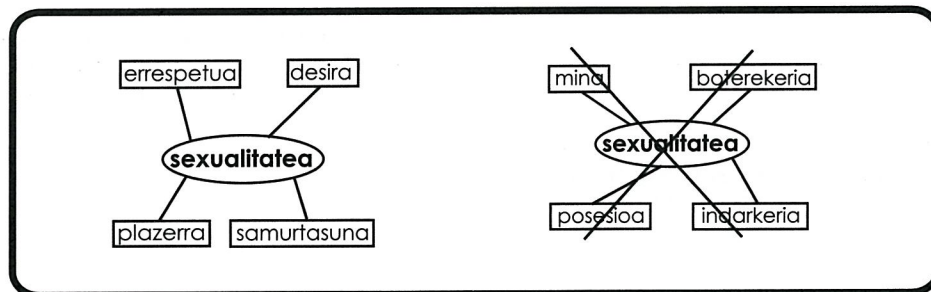 errespetua
desira
sexualitatea
plazerra
samurtasuna
mina
boterekeria
sexualitatea
posesioa
indarkeria